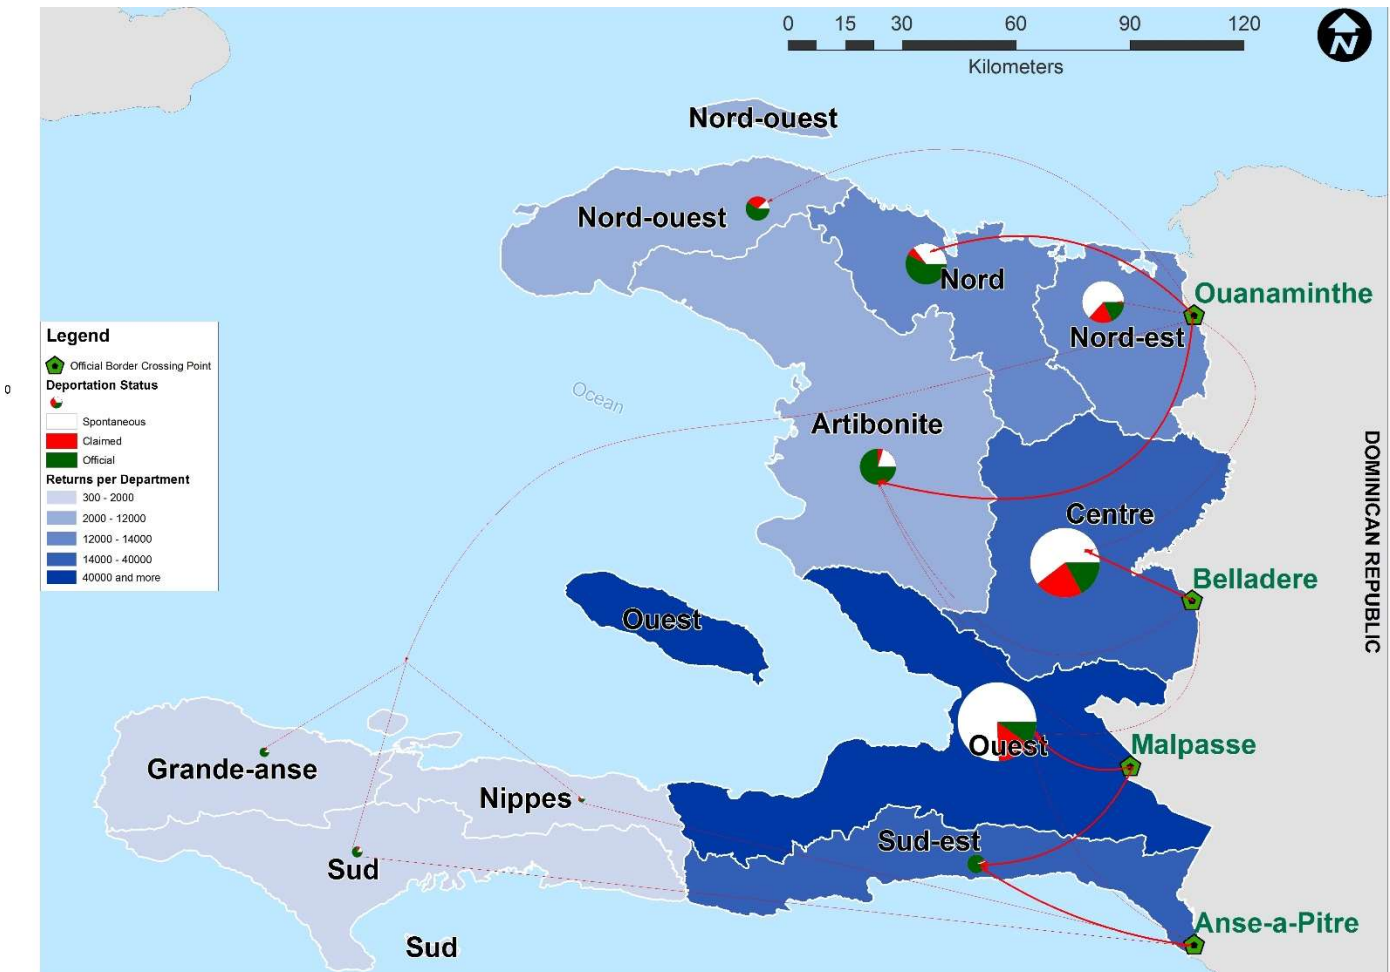 0 15 30 60 90 120
Kilometers
N
Nord-ouest
Nord-ouest
Nord
Ouanaminthe
Nord-est
Legend
Official Border Crossing Point
Deportation Status
Spontaneous
Claimed
Official
Returns per Department
300 - 2000
2000 - 12000
12000 - 14000
14000 - 40000
40000 and more
0
Ocean
Artibonite
DOMINICAN REPUBLIC
Centre
Belladere
Ouest
Ouest
Malpasse
Grande-anse
Nippes
Sud-est
Sud
Anse-a-Pitre
Sud